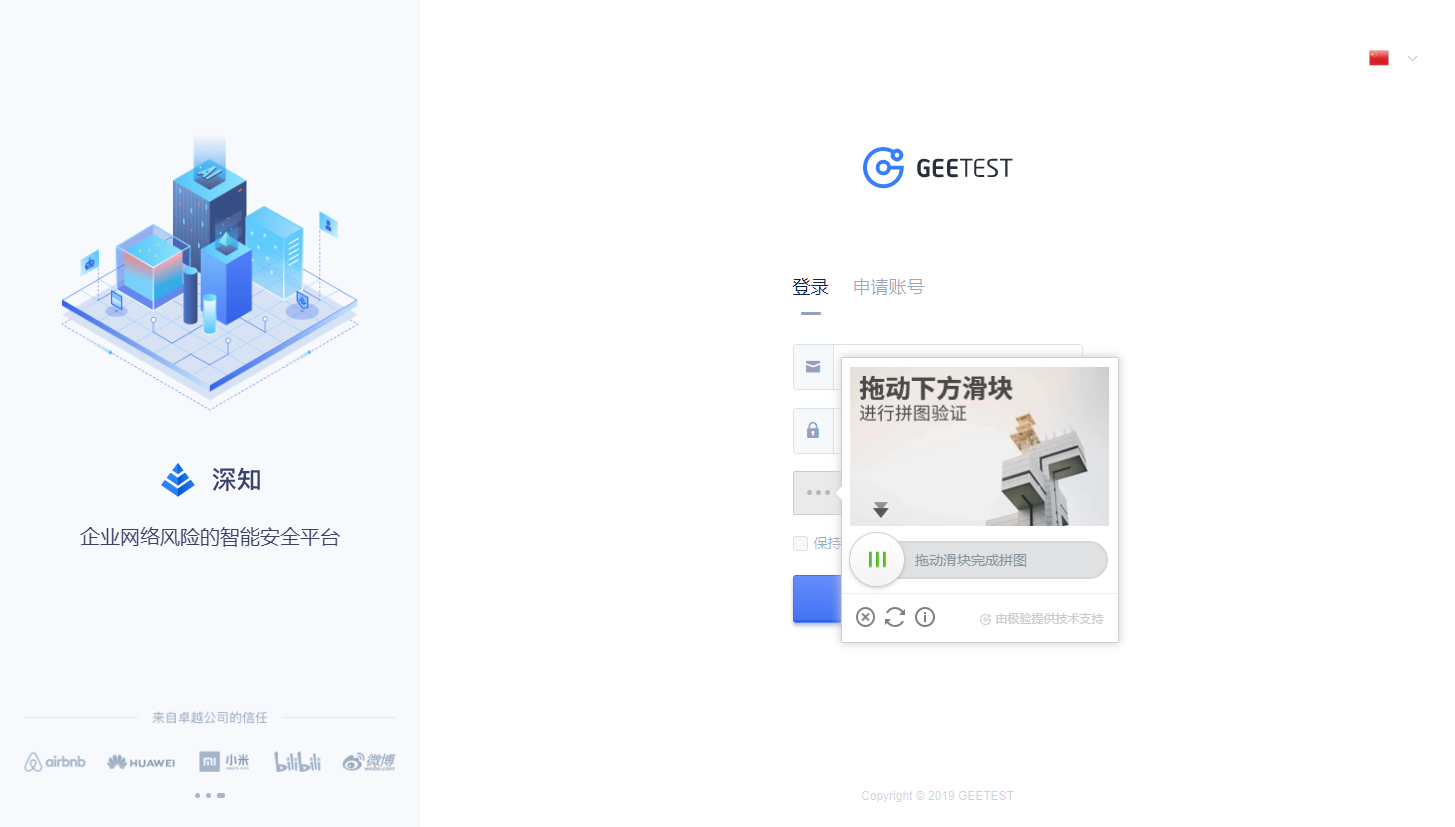 AI
深知
企业网络风险的智能安全平台
来自卓越公司的信任
airbnb
HUAWEI
小米
bilibili
微博
weibo.com
GEETEST
登录 申请账号
拖动下方滑块
进行拼图验证
保持
拖动滑块完成拼图
由极验提供技术支持
Copyright © 2019 GEETEST